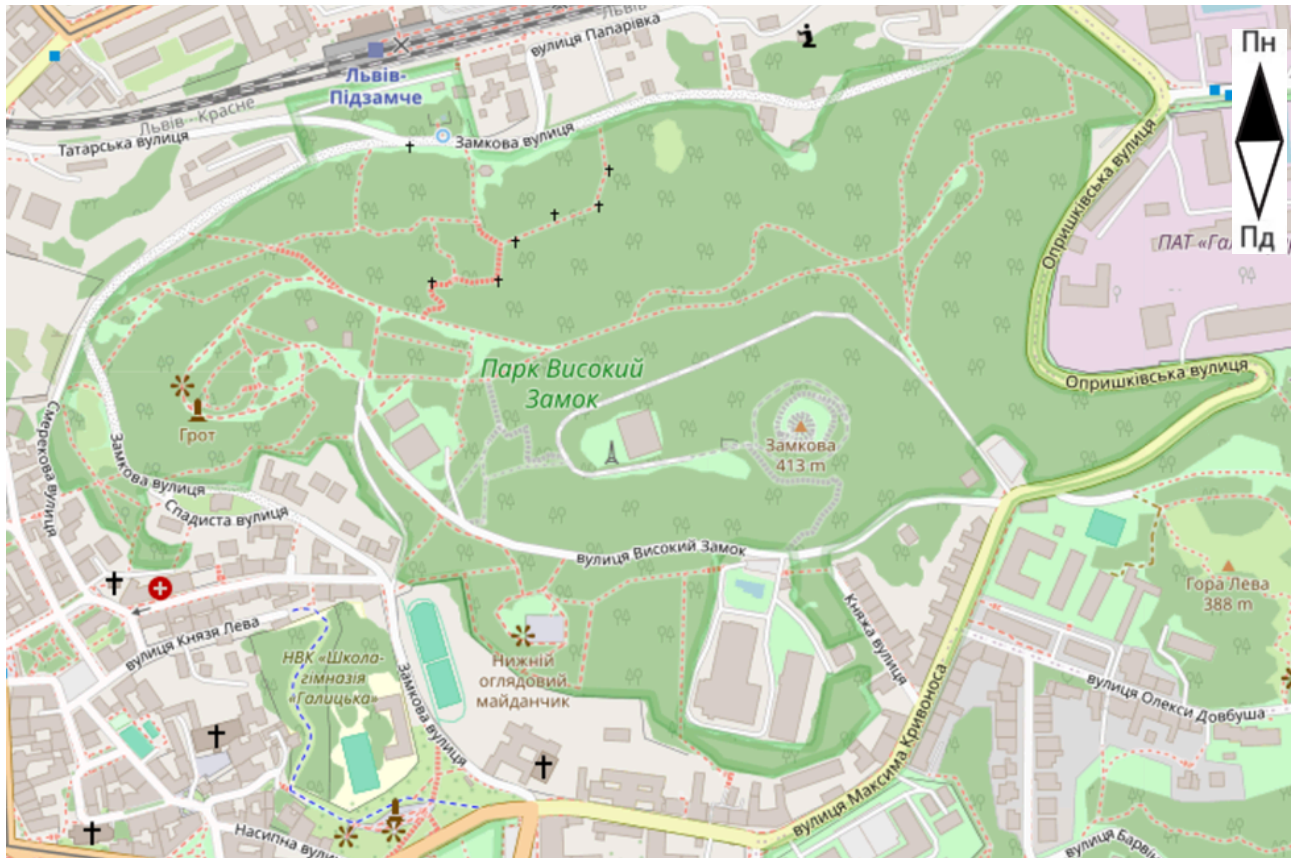 Львів
Пн
вулиця Папарівка
Львів-
Підзамче
Львів - Красне
Татарська вулиця
Замкова вулиця
Опришківська вулиця
Пд
ПАТ «Гал
Парк Високий
Замок
Опришківська вулиця
Грот
Замкова
413 m
Смерекова вулиця
Замкова вулиця
Спадиста вулиця
вулиця Високий Замок
Гора Лева
388 m
вулиця Князя Лева
Княжа вулиця
НВК «Школа-
гімназія
«Галицька»
Нижній
оглядовий
майданчик
Замкова вулиця
вулиця Олекси Довбуша
вулиця Максима Кривоноса
Насипна вули
вулиця Барві